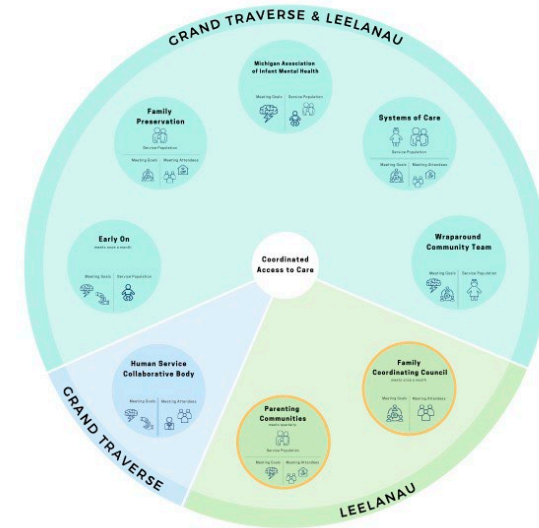 GRAND TRAVERSE & LEELANAU
Michigan Association
of Infant Mental Health
Meeting Goals
Service Population
Family
Preservation
Service Population
Meeting Goals
Meeting Attendees
Systems of Care
Service Population
Meeting Goals
Meeting Attendees
Early On
meets once a month
Meeting Goals
Service Population
Coordinated
Access to Care
Wraparound
Community Team
Meeting Goals
Service Population
Human Service
Collaborative Body
Meeting Goals
Meeting Attendees
Family
Coordinating Council
meets once a month
Meeting Goals
Meeting Attendees
Parenting
Communities
meets quarterly
Service Population
Meeting Goals
Meeting Attendees
GRAND TRAVERSE
LEELANAU